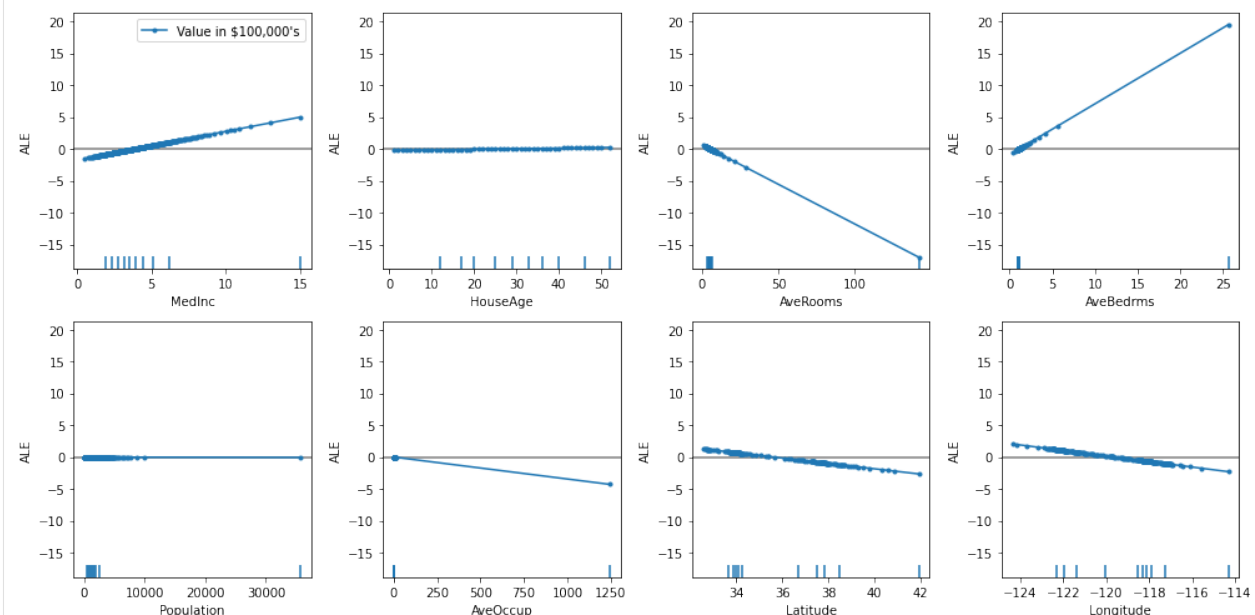 20
15
10
5
0
−5
−10
−15
ALE
Value in $100,000's
0 5 10 15
MedInc
20
15
10
5
0
−5
−10
−15
ALE
0 10 20 30 40 50
HouseAge
20
15
10
5
0
−5
−10
−15
ALE
0 50 100
AveRooms
20
15
10
5
0
−5
−10
−15
ALE
0 5 10 15 20 25
AveBedrms
20
15
10
5
0
−5
−10
−15
ALE
0 10000 20000 30000
Population
20
15
10
5
0
−5
−10
−15
ALE
0 250 500 750 1000 1250
AveOccup
20
15
10
5
0
−5
−10
−15
ALE
34 36 38 40 42
Latitude
20
15
10
5
0
−5
−10
−15
ALE
−124 −122 −120 −118 −116 −114
Longitude